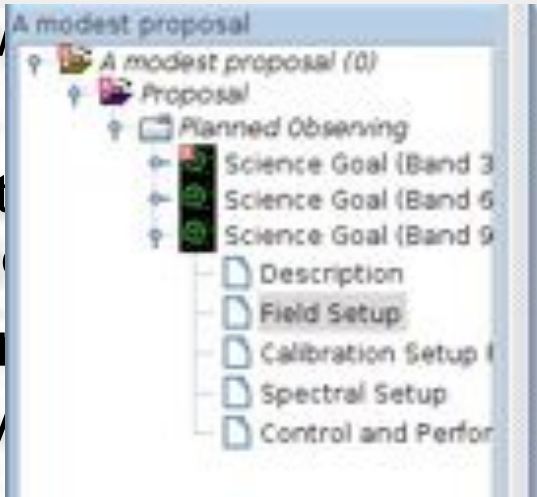 A modest proposal
A modest proposal (0)
Proposal
Planned Observing
Science Goal (Band 3
Science Goal (Band 6
Science Goal (Band 9
Description
Field Setup
Calibration Setup
Spectral Setup
Control and Perfor